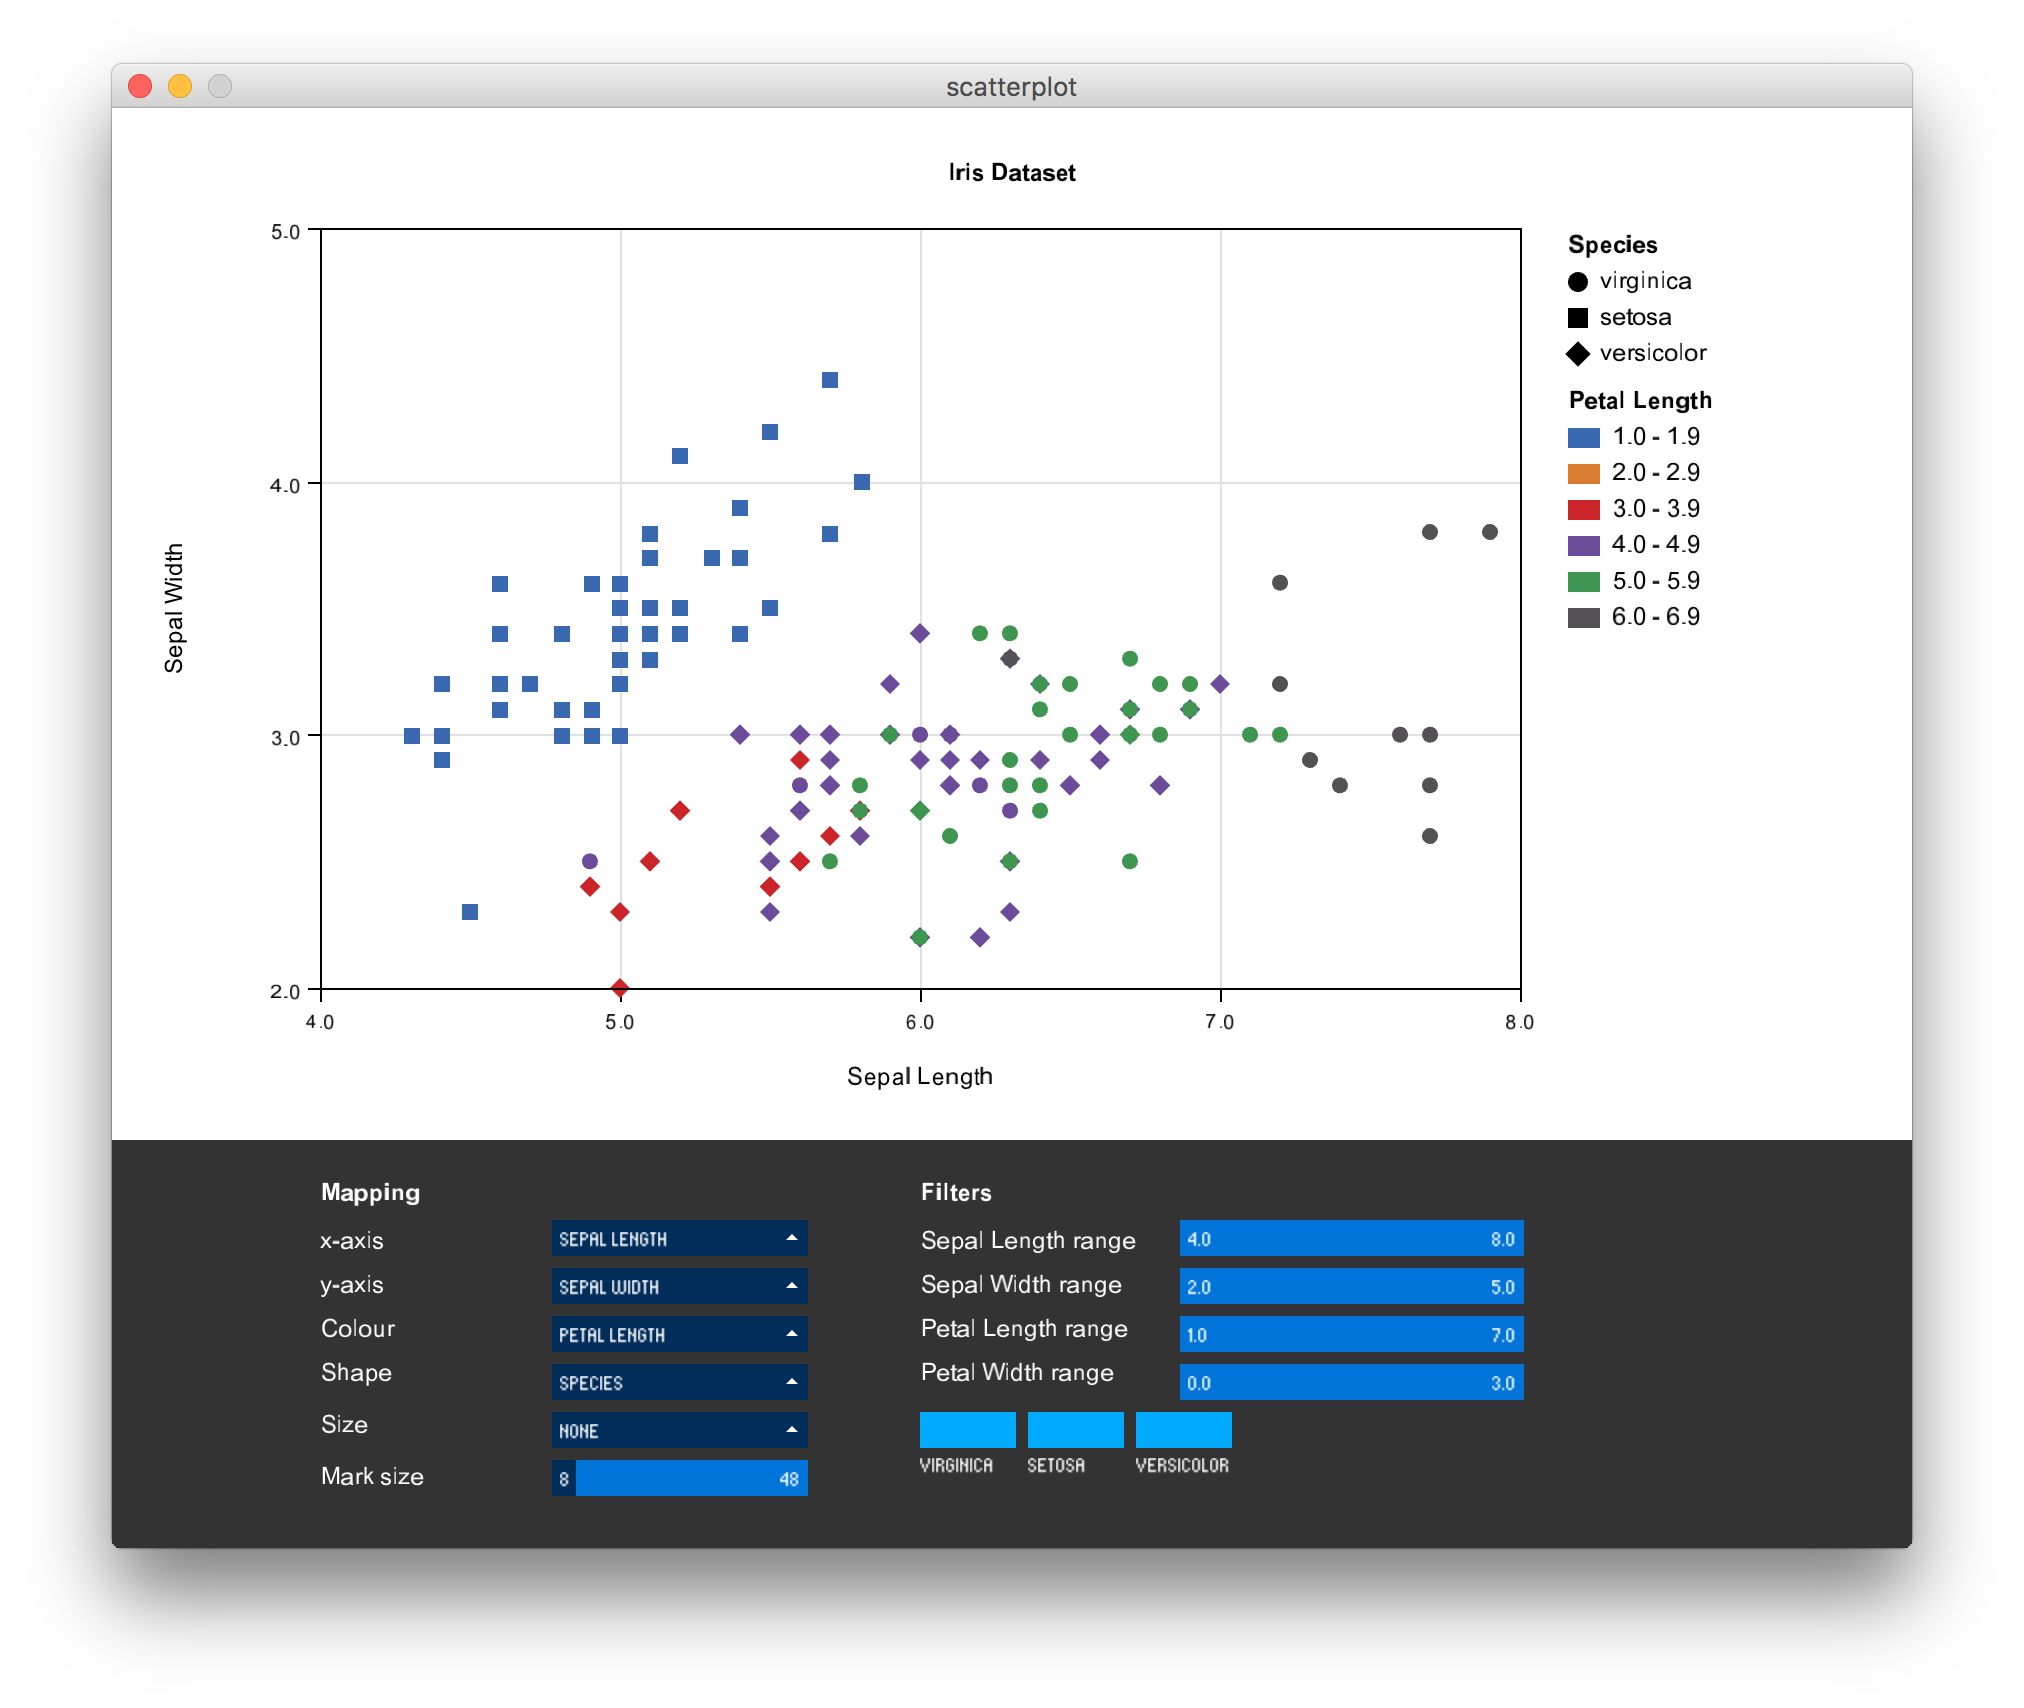 scatterplot
Iris Dataset
5.0
4.0
3.0
2.0
Sepal Width
4.0 5.0 6.0 7.0 8.0
Sepal Length
Species
virginica
setosa
versicolor
Petal Length
1.0 - 1.9
2.0 - 2.9
3.0 - 3.9
4.0 - 4.9
5.0 - 5.9
6.0 - 6.9
Mapping
x-axis SEPAL LENGTH
y-axis SEPAL WIDTH
Colour PETAL LENGTH
Shape SPECIES
Size NONE
Mark size 8 48
Filters
Sepal Length range 4.0 8.0
Sepal Width range 2.0 5.0
Petal Length range 1.0 7.0
Petal Width range 0.0 3.0
VIRGINICA SETOSA VERSICOLOR